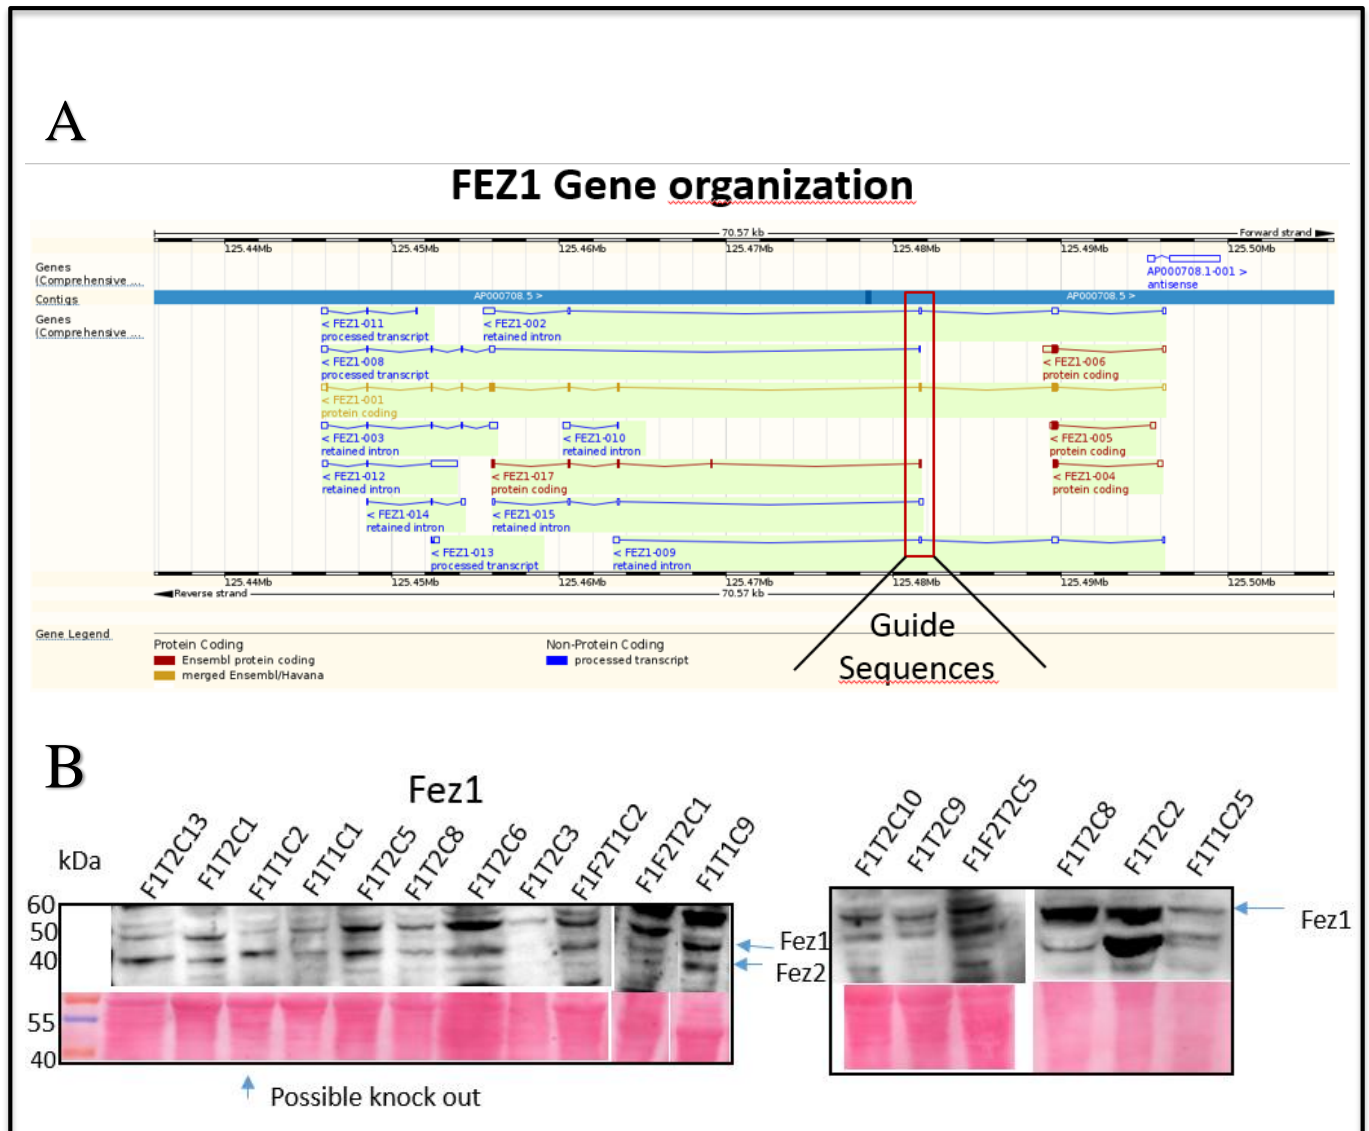 A
FEZ1 Gene organization
70.57 kb
Forward strand
125.44Mb 125.45Mb 125.46Mb 125.47Mb 125.48Mb 125.49Mb 125.50Mb
Genes
(Comprehensive ...
AP000708.1-001 >
antisense
Contigs
AP000708.5 > AP000708.5 >
Genes
(Comprehensive ...
< FEZ1-011 < FEZ1-002
processed transcript retained intron
< FEZ1-008 < FEZ1-006
processed transcript protein coding
< FEZ1-001
protein coding
< FEZ1-003 < FEZ1-010 < FEZ1-005
retained intron retained intron protein coding
< FEZ1-012 < FEZ1-017 < FEZ1-004
retained intron protein coding protein coding
< FEZ1-014 < FEZ1-015
retained intron retained intron
< FEZ1-013 < FEZ1-009
processed transcript retained intron
125.44Mb 125.45Mb 125.46Mb 125.47Mb 125.48Mb 125.49Mb 125.50Mb
Reverse strand 70.57 kb
Guide
Sequences
Gene Legend
Protein Coding Non-Protein Coding
Ensembl protein coding processed transcript
merged Ensembl/Havana
B
Fez1
kDa
F1T2C13 F1T2C1 F1T1C2 F1T1C1 F1T2C5 F1T2C8 F1T2C6 F1T2C3 F1F2T1C2 F1F2T2C1 F1T1C9
F1T2C10 F1T2C9 F1F2T2C5 F1T2C8 F1T2C2 F1T1C25
60
50
40
Fez1
Fez2
Fez1
55
40
Possible knock out